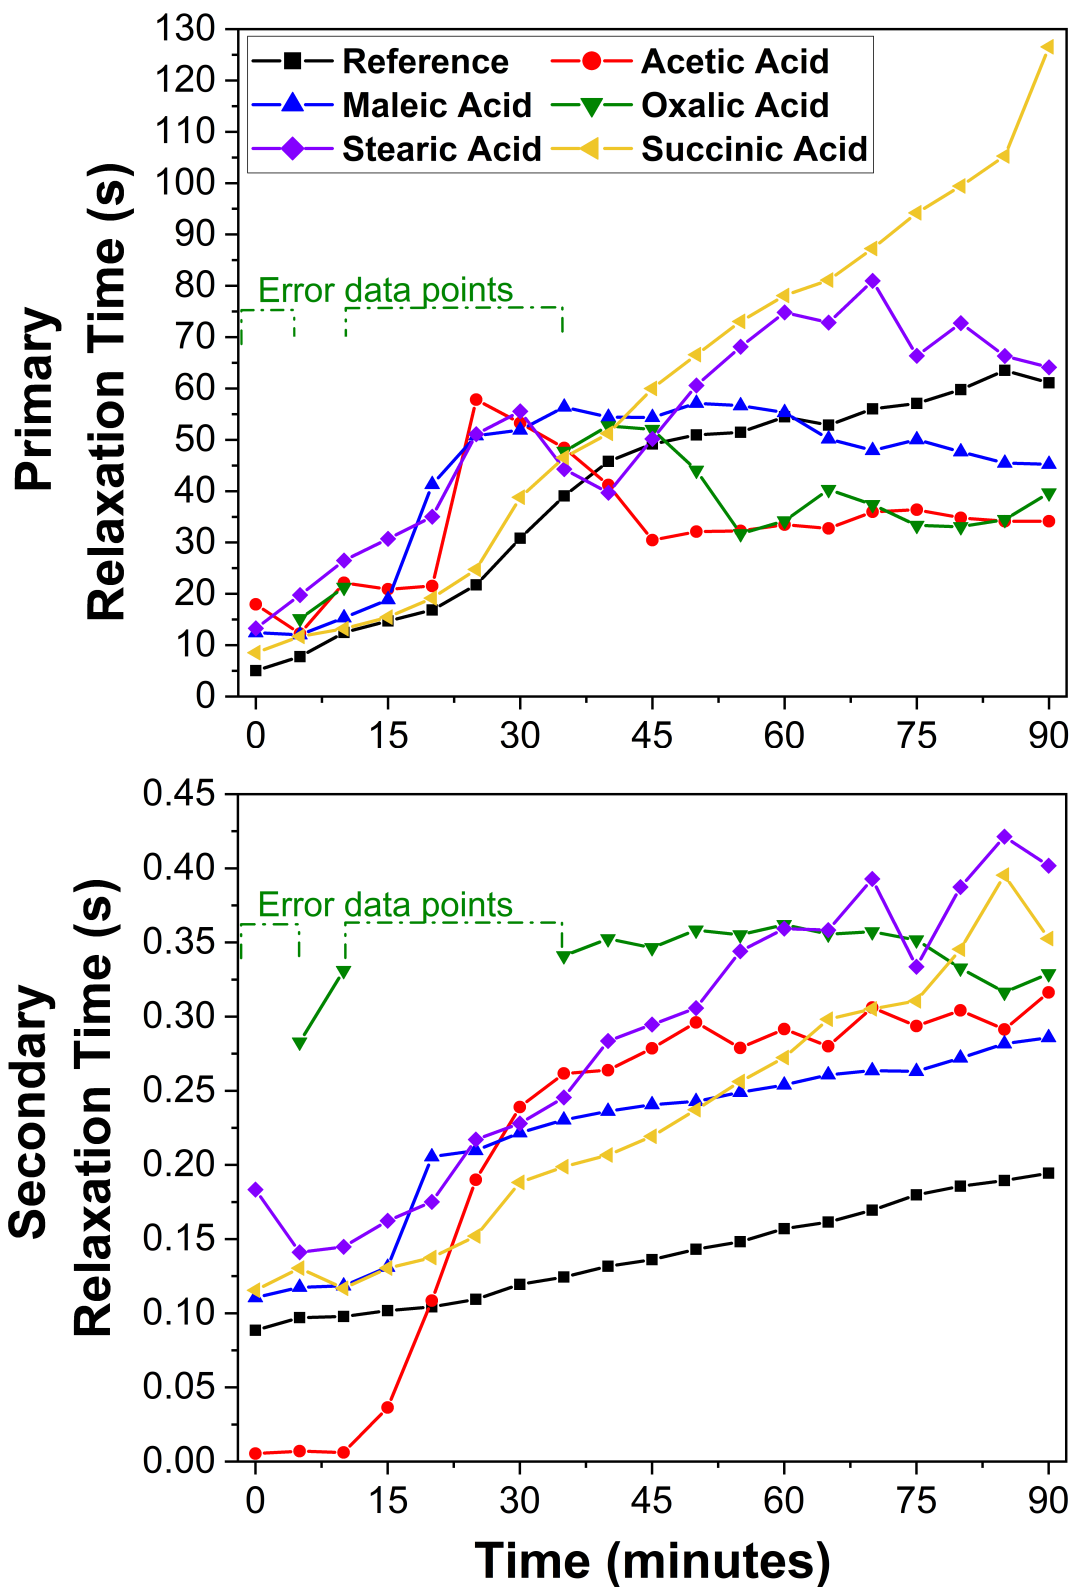 Primary
Relaxation Time (s)
130
120
110
100
90
80
70
60
50
40
30
20
10
0
Reference
Acetic Acid
Maleic Acid
Oxalic Acid
Stearic Acid
Succinic Acid
Error data points
0 15 30 45 60 75 90
Secondary
Relaxation Time (s)
0.45
0.40
0.35
0.30
0.25
0.20
0.15
0.10
0.05
0.00
Error data points
0 15 30 45 60 75 90
Time (minutes)